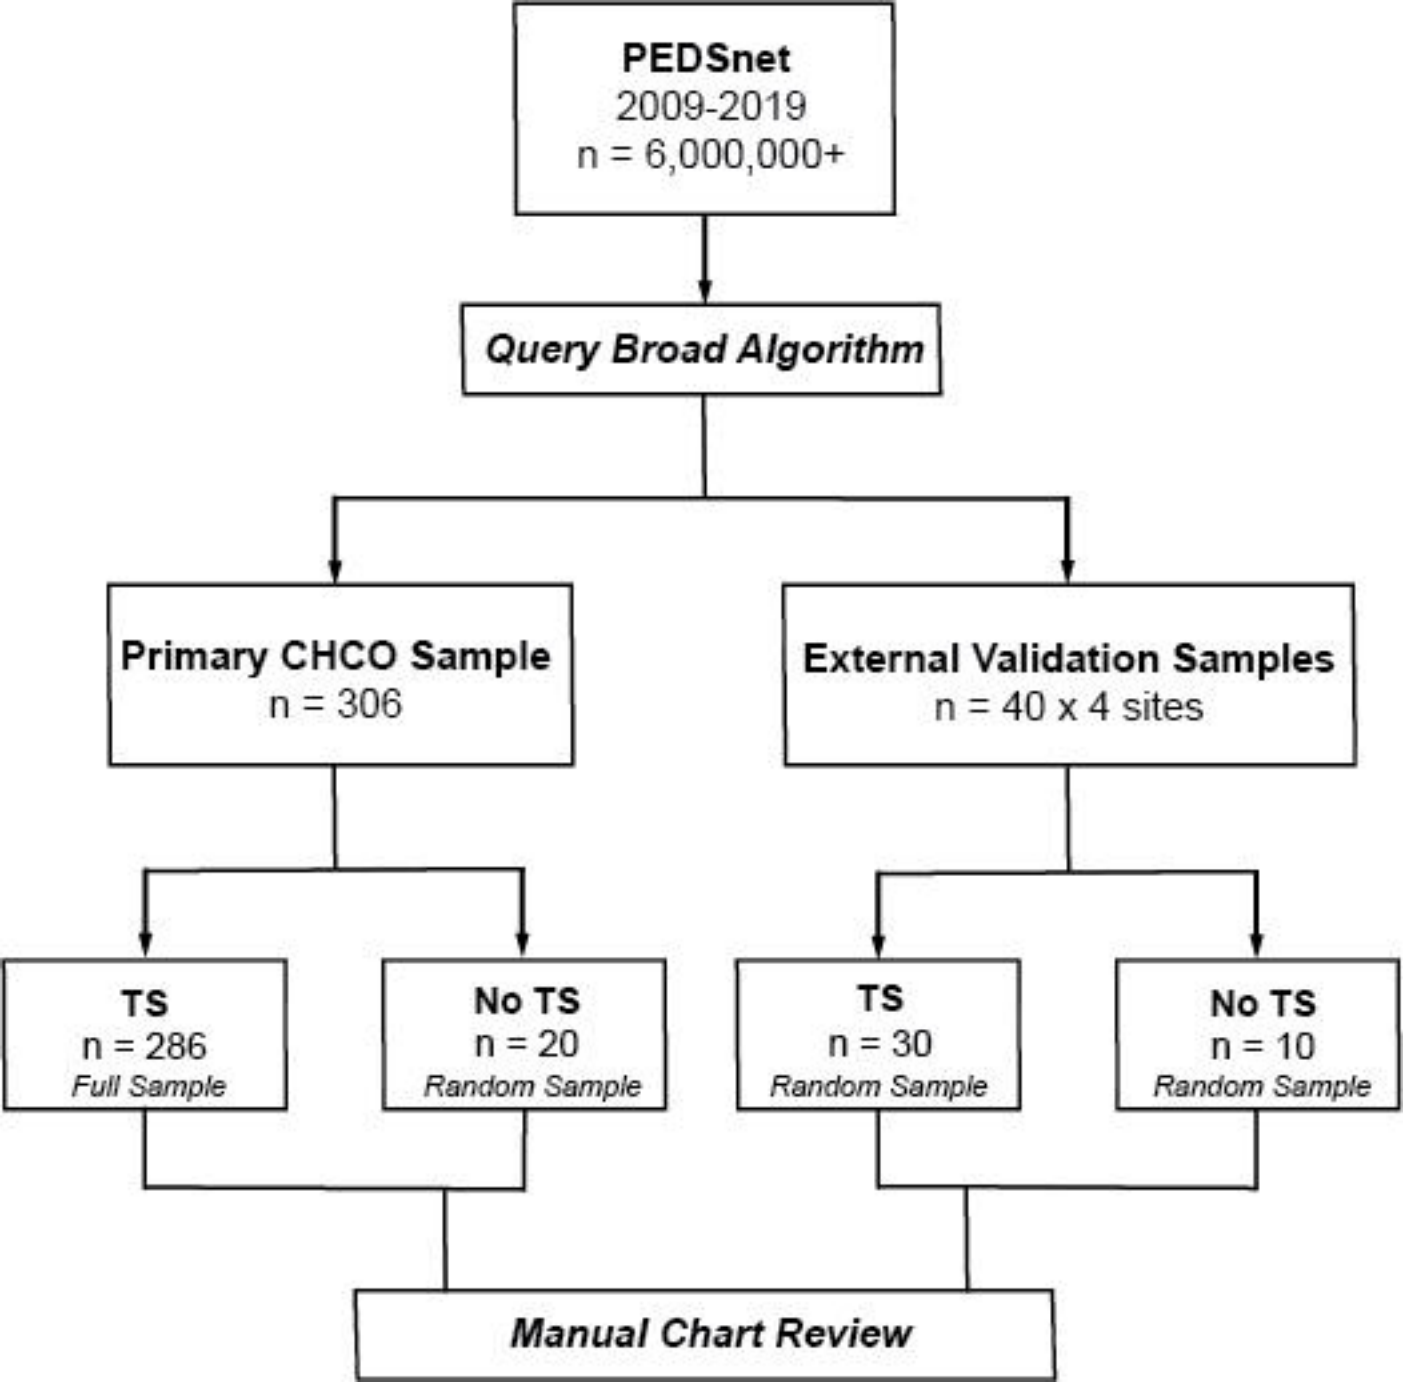 PEDSnet
2009-2019
n = 6,000,000+
Query Broad Algorithm
Primary CHCO Sample
n = 306
External Validation Samples
n = 40 x 4 sites
TS
n = 286
Full Sample
No TS
n = 20
Random Sample
TS
n = 30
Random Sample
No TS
n = 10
Random Sample
Manual Chart Review